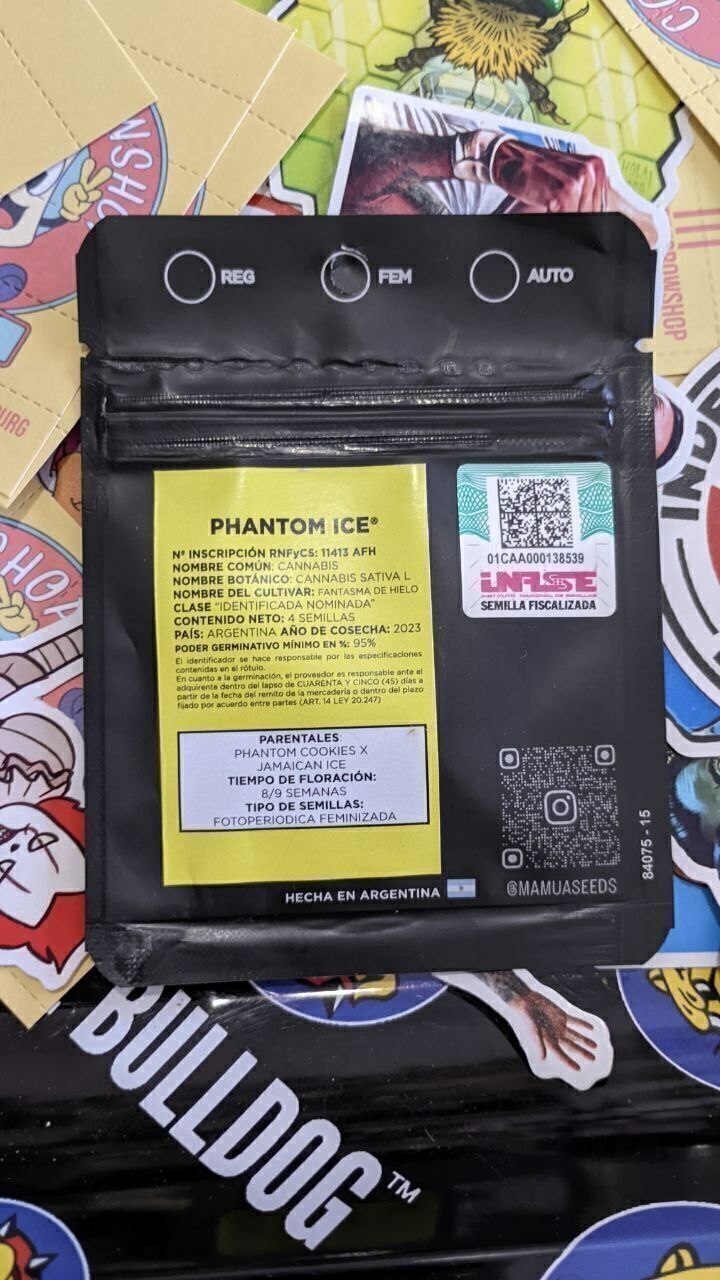 HOLA!
GROWSHOP
REG
FEM
AUTO
PHANTOM ICE®
Nº INSCRIPCIÓN RNFyCS: 11413 AFH
NOMBRE COMÚN: CANNABIS
NOMBRE BOTÁNICO: CANNABIS SATIVA L
NOMBRE DEL CULTIVAR: FANTASMA DE HIELO
CLASE "IDENTIFICADA NOMINADA"
CONTENIDO NETO: 4 SEMILLAS
PAÍS: ARGENTINA AÑO DE COSECHA: 2023
PODER GERMINATIVO MÍNIMO EN %: 95%
El identificador se hace responsable por las especificaciones
contenidas en el rótulo.
En cuanto a la germinación, el proveedor es responsable ante el
adquirente dentro del lapso de CUARENTA Y CINCO (45) días a
partir de la fecha del remito de la mercadería o dentro del plazo
fijado por acuerdo entre partes (ART. 14 LEY 20.247)
PARENTALES:
PHANTOM COOKIES X
JAMAICAN ICE
TIEMPO DE FLORACIÓN:
8/9 SEMANAS
TIPO DE SEMILLAS:
FOTOPERIODICA FEMINIZADA
01CAA000138539
INASE
INSTITUTO NACIONAL DE SEMILLAS
SEMILLA FISCALIZADA
84075 - 15
@MAMUASEEDS
HECHA EN ARGENTINA
BULLDOG™